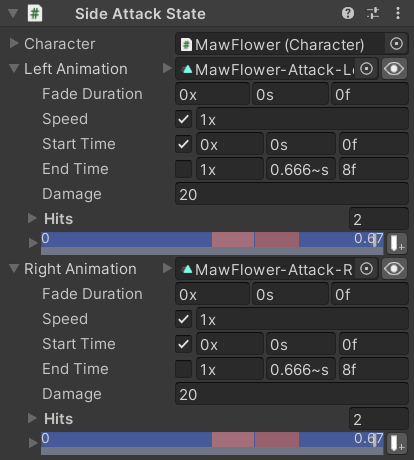 Side Attack State
Character MawFlower (Character)
Left Animation MawFlower-Attack-Le
Fade Duration 0x 0s 0f
Speed 1x
Start Time 0x 0s 0f
End Time 1x 0.666~s 8f
Damage 20
Hits 2
0 0.67
Right Animation MawFlower-Attack-R
Fade Duration 0x 0s 0f
Speed 1x
Start Time 0x 0s 0f
End Time 1x 0.666~s 8f
Damage 20
Hits 2
0 0.67